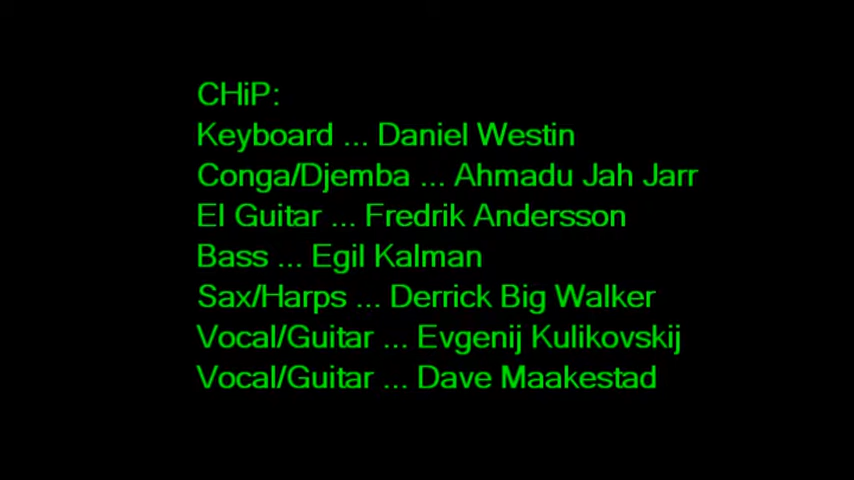 CHiP:
Keyboard ... Daniel Westin
Conga/Djemba ... Ahmadu Jah Jarr
El Guitar ... Fredrik Andersson
Bass ... Egil Kalman
Sax/Harps ... Derrick Big Walker
Vocal/Guitar ... Evgenij Kulikovskij
Vocal/Guitar ... Dave Maakestad